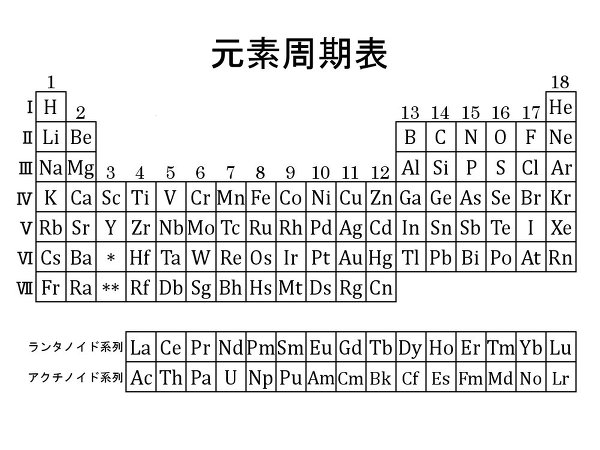 元素周期表
1 18
Ⅰ H 2 13 14 15 16 17 He
Ⅱ Li Be B C N O F Ne
Ⅲ Na Mg 3 4 5 6 7 8 9 10 11 12 Al Si P S Cl Ar
Ⅳ K Ca Sc Ti V Cr Mn Fe Co Ni Cu Zn Ga Ge As Se Br Kr
Ⅴ Rb Sr Y Zr Nb Mo Tc Ru Rh Pd Ag Cd In Sn Sb Te I Xe
Ⅵ Cs Ba * Hf Ta W Re Os Ir Pt Au Hg Tl Pb Bi Po At Rn
Ⅶ Fr Ra ** Rf Db Sg Bh Hs Mt Ds Rg Cn
ランタノイド系列 La Ce Pr Nd Pm Sm Eu Gd Tb Dy Ho Er Tm Yb Lu
アクチノイド系列 Ac Th Pa U Np Pu Am Cm Bk Cf Es Fm Md No Lr